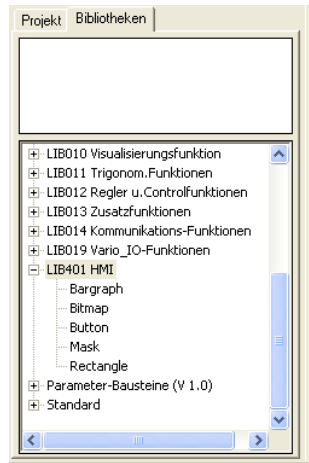 Projekt Bibliotheken
LIB010 Visualisierungsfunktion
LIB011 Trigonom.Funktionen
LIB012 Regler u.Controlfunktionen
LIB013 Zusatzfunktionen
LIB014 Kommunikations-Funktionen
LIB019 Vario_IO-Funktionen
LIB401 HMI
Bargraph
Bitmap
Button
Mask
Rectangle
Parameter-Bausteine (V 1.0)
Standard